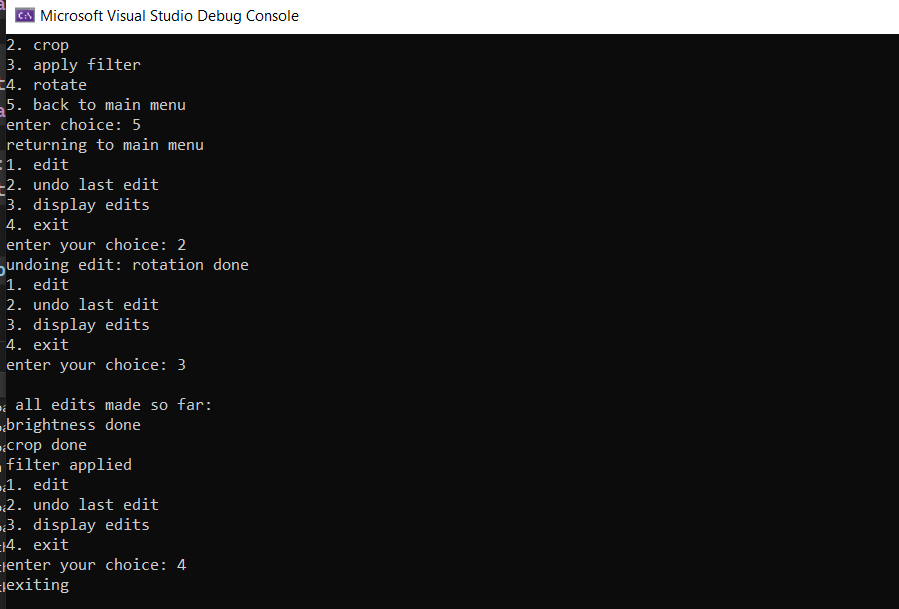 Microsoft Visual Studio Debug Console
2. crop
3. apply filter
4. rotate
5. back to main menu
enter choice: 5
returning to main menu
1. edit
2. undo last edit
3. display edits
4. exit
enter your choice: 2
undoing edit: rotation done
1. edit
2. undo last edit
3. display edits
4. exit
enter your choice: 3
all edits made so far:
brightness done
crop done
filter applied
1. edit
2. undo last edit
3. display edits
4. exit
enter your choice: 4
exiting